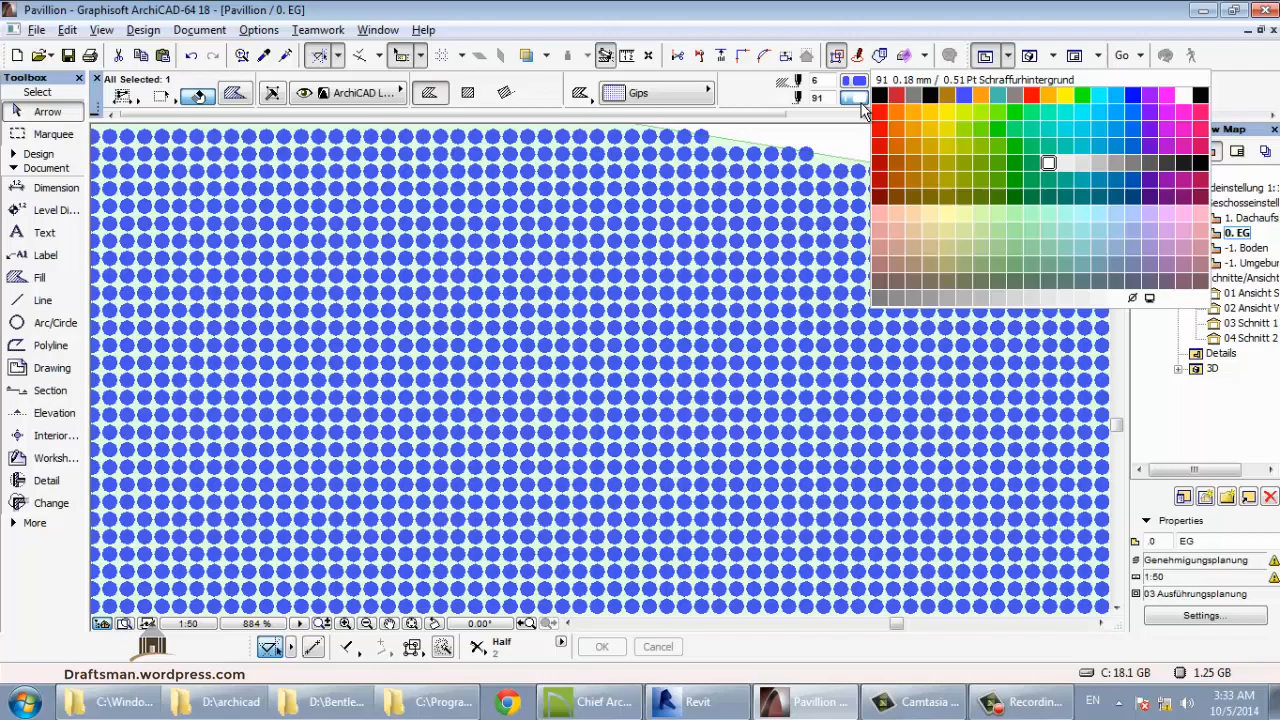 Pavillion - Graphisoft ArchiCAD-64 18 - [Pavillion / 0. EG]
File Edit View Design Document Options Teamwork Window Help
Go
Toolbox
Select
Arrow
Marquee
Design
Document
Dimension
Level Di...
Text
Label
Fill
Line
Arc/Circle
Polyline
Drawing
Section
Elevation
Interior...
Worksh...
Detail
Change
More
All Selected: 1
ArchiCAD L...
Gips
6
91
91 0.18 mm / 0.51 Pt Schraffurhintergrund
w Map
deinstellung 1:
eschosseinstell
1. Dachaufs
0. EG
-1. Boden
-1. Umgebur
chnitte/Ansicht
01 Ansicht S
02 Ansicht W
03 Schnitt 1
04 Schnitt 2
Details
3D
Properties
.0 EG
Genehmigungsplanung
1:50
03 Ausführungsplanung
Settings...
1:50 884 % 0.00°
Half
2
OK Cancel
Draftsman.wordpress.com
C: 18.1 GB 1.25 GB
C:\Windo... D:\archicad D:\Bentle... C:\Progra... Chief Arc... Revit Pavillion ... Camtasia ... Recordin... EN
3:33 AM
10/5/2014